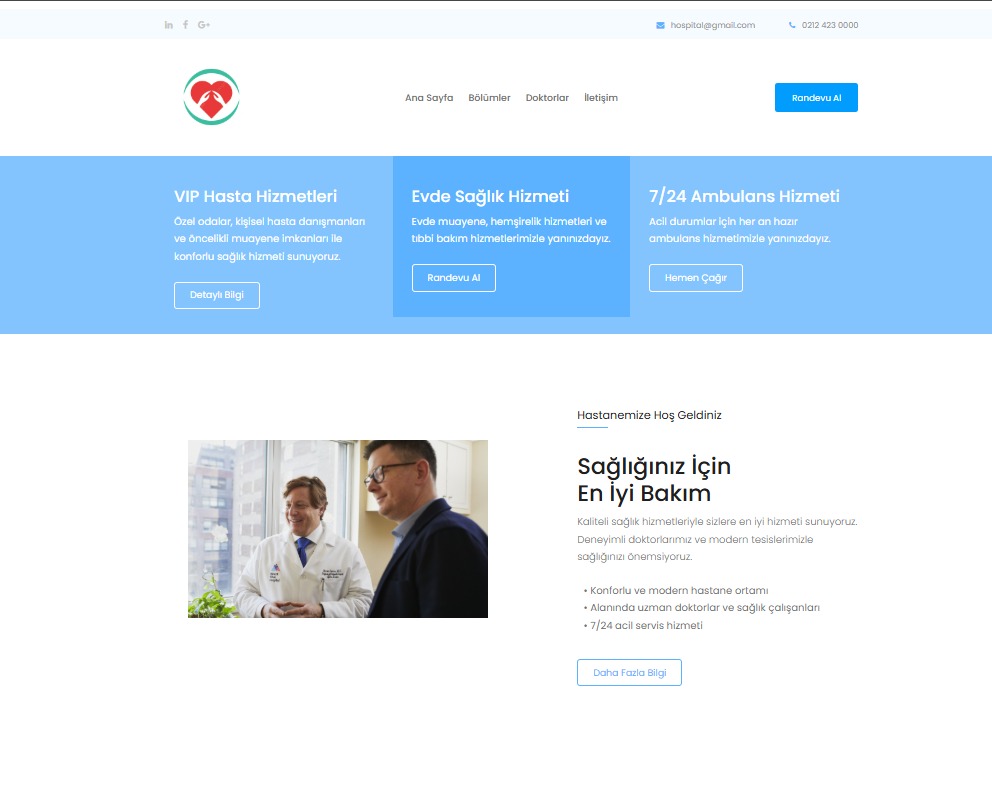 hospital@gmail.com
0212 423 0000
Ana Sayfa
Bölümler
Doktorlar
İletişim
Randevu Al
VIP Hasta Hizmetleri
Özel odalar, kişisel hasta danışmanları
ve öncelikli muayene imkanları ile
konforlu sağlık hizmeti sunuyoruz.
Detaylı Bilgi
Evde Sağlık Hizmeti
Evde muayene, hemşirelik hizmetleri ve
tıbbi bakım hizmetlerimizle yanınızdayız.
Randevu Al
7/24 Ambulans Hizmeti
Acil durumlar için her an hazır
ambulans hizmetimizle yanınızdayız.
Hemen Çağır
Hastanemize Hoş Geldiniz
Sağlığınız İçin
En İyi Bakım
Kaliteli sağlık hizmetleriyle sizlere en iyi hizmeti sunuyoruz.
Deneyimli doktorlarımız ve modern tesislerimizle
sağlığınızı önemsiyoruz.
• Konforlu ve modern hastane ortamı
• Alanında uzman doktorlar ve sağlık çalışanları
• 7/24 acil servis hizmeti
Daha Fazla Bilgi